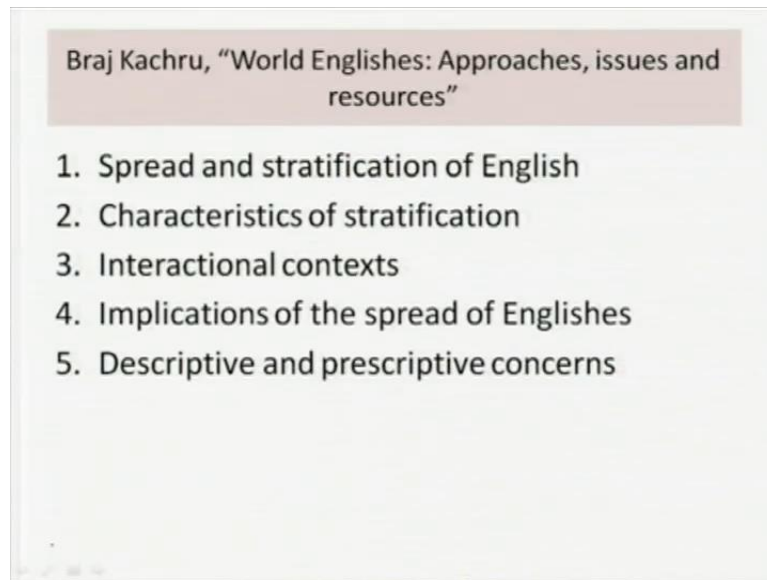 Braj Kachru, “World Englishes: Approaches, issues and
resources”
1. Spread and stratification of English
2. Characteristics of stratification
3. Interactional contexts
4. Implications of the spread of Englishes
5. Descriptive and prescriptive concerns